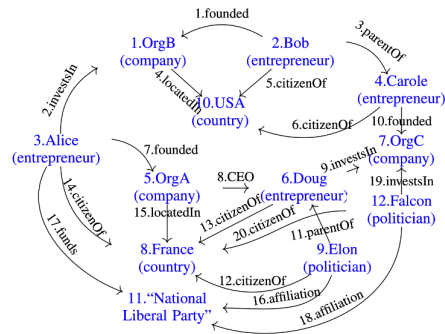 1.founded
1.OrgB
(company)
2.Bob
(entrepreneur)
3.parentOf
2.investsIn
4.locatedIn
5.citizenOf
10.USA
(country)
4.Carole
(entrepreneur)
6.citizenOf
10.founded
3.Alice
(entrepreneur)
7.founded
7.OrgC
(company)
9.investsIn
5.OrgA
(company)
8.CEO
6.Doug
(entrepreneur)
19.investsIn
12.Falcon
(politician)
14.citizenOf
15.locatedIn
13.citizenOf
20.citizenOf
17.funds
11.parentOf
8.France
(country)
9.Elon
(politician)
12.citizenOf
16.affiliation
11.“National
Liberal Party”
18.affiliation